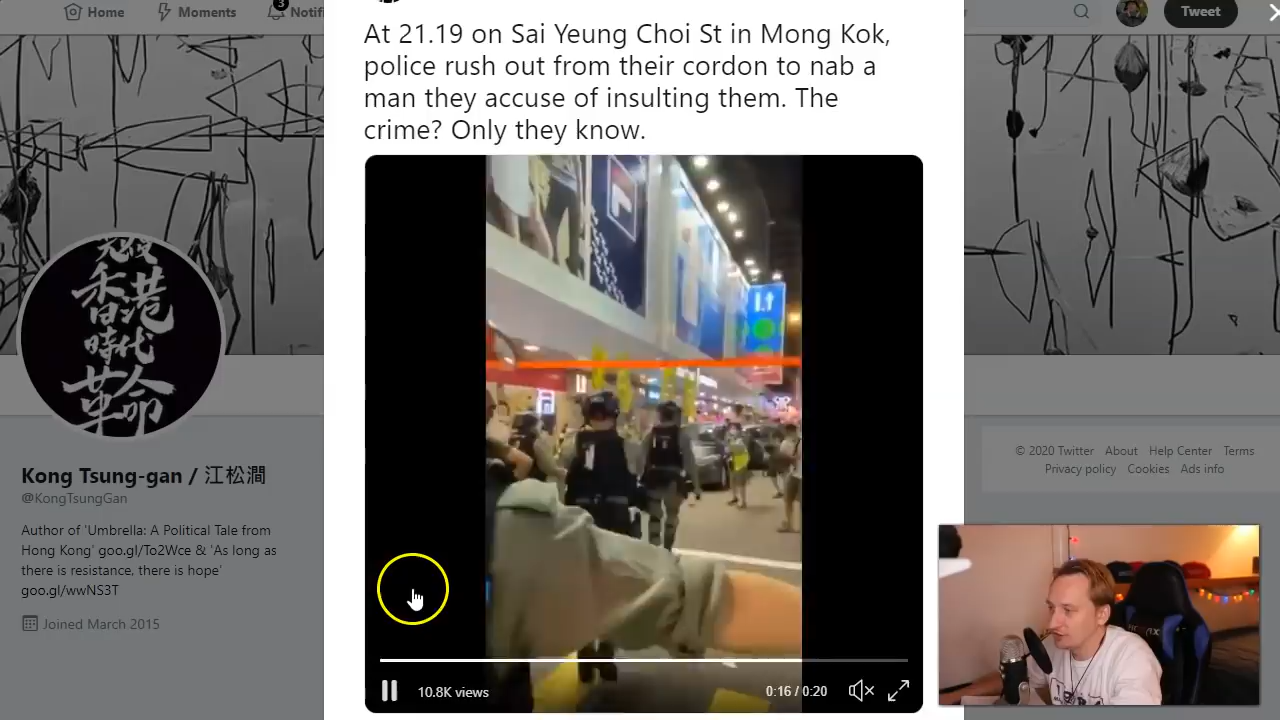 Home
Moments
3
Notifi
Tweet
At 21.19 on Sai Yeung Choi St in Mong Kok,
police rush out from their cordon to nab a
man they accuse of insulting them. The
crime? Only they know.
光復
香港
時代
革命
Kong Tsung-gan / 江松澗
@KongTsungGan
Author of 'Umbrella: A Political Tale from
Hong Kong' goo.gl/To2Wce & 'As long as
there is resistance, there is hope'
goo.gl/wwNS3T
Joined March 2015
i.t
10.8K views
0:16 / 0:20
© 2020 Twitter About Help Center Terms
Privacy policy Cookies Ads info